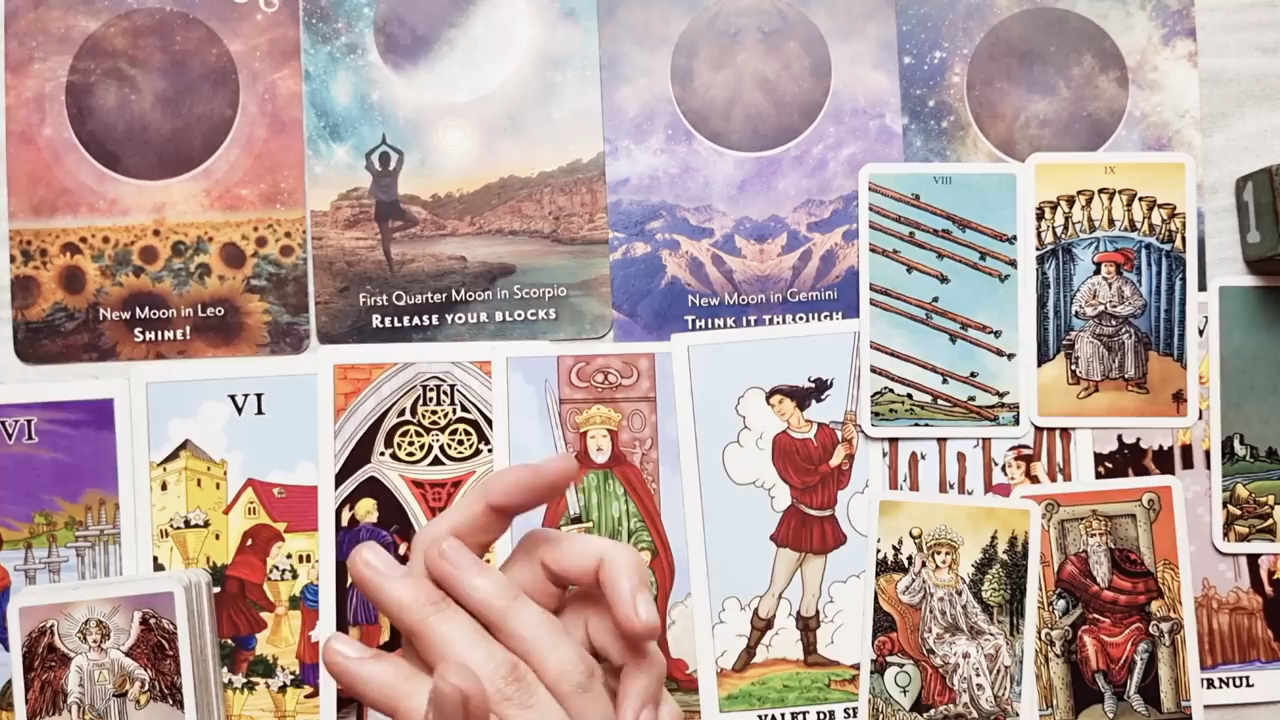 New Moon in Leo
SHINE!
First Quarter Moon in Scorpio
RELEASE YOUR BLOCKS
New Moon in Gemini
THINK IT THROUGH
VIII
IX
1
VI
VI
III
VALET DE
URNUL